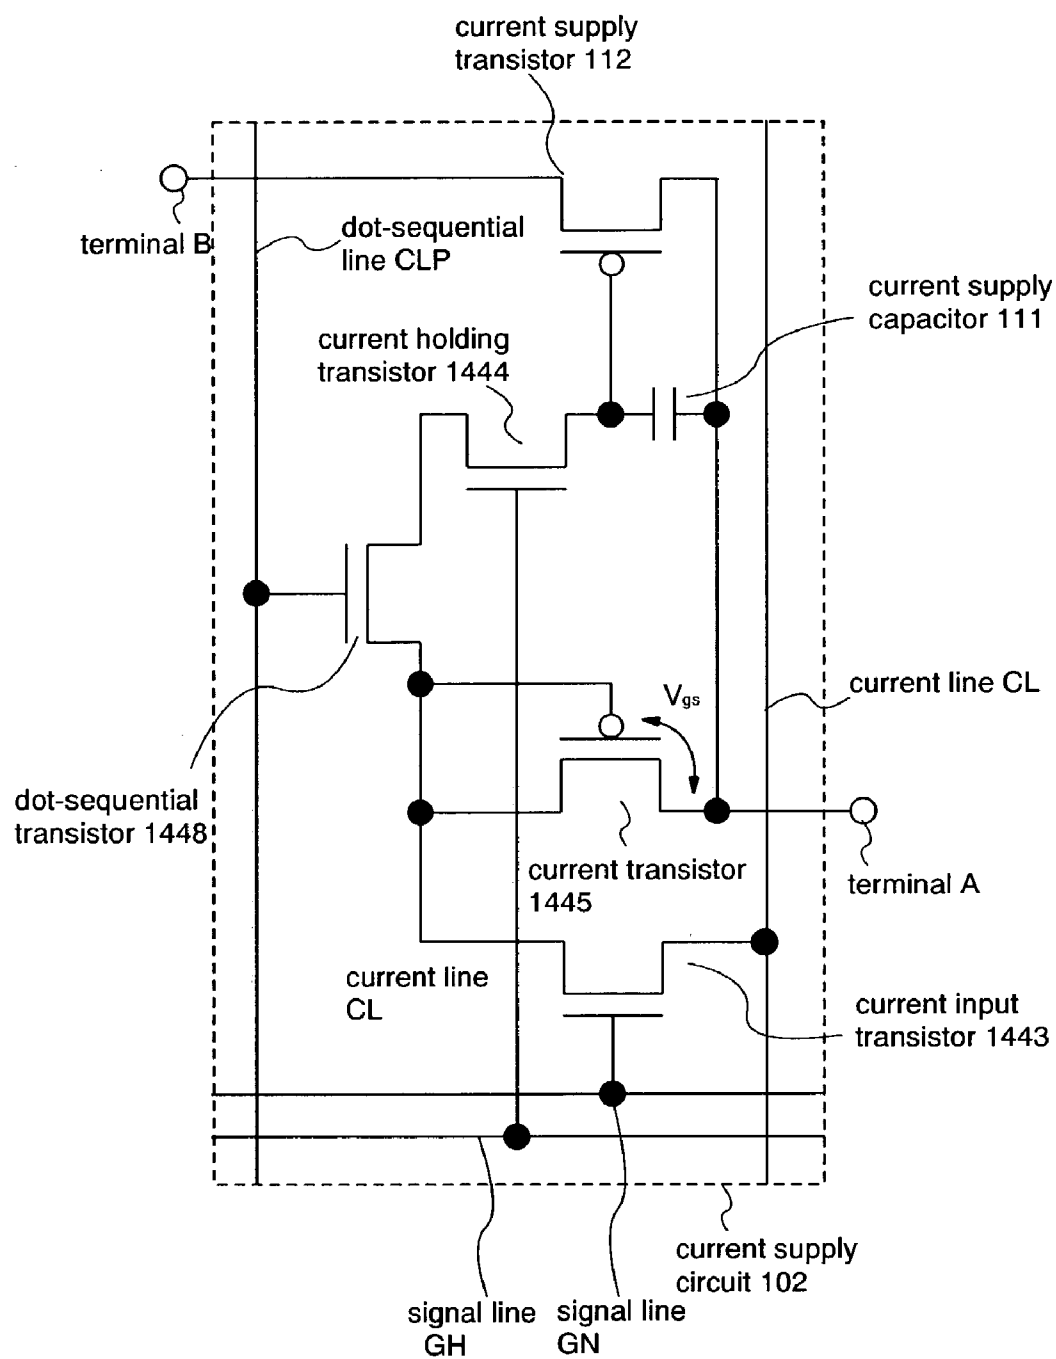 current supply
transistor 112
terminal B
dot-sequential
line CLP
current supply
capacitor 111
current holding
transistor 1444
Vgs
current line CL
dot-sequential
transistor 1448
current transistor
1445
terminal A
current line
CL
current input
transistor 1443
current supply
circuit 102
signal line
GH
signal line
GN